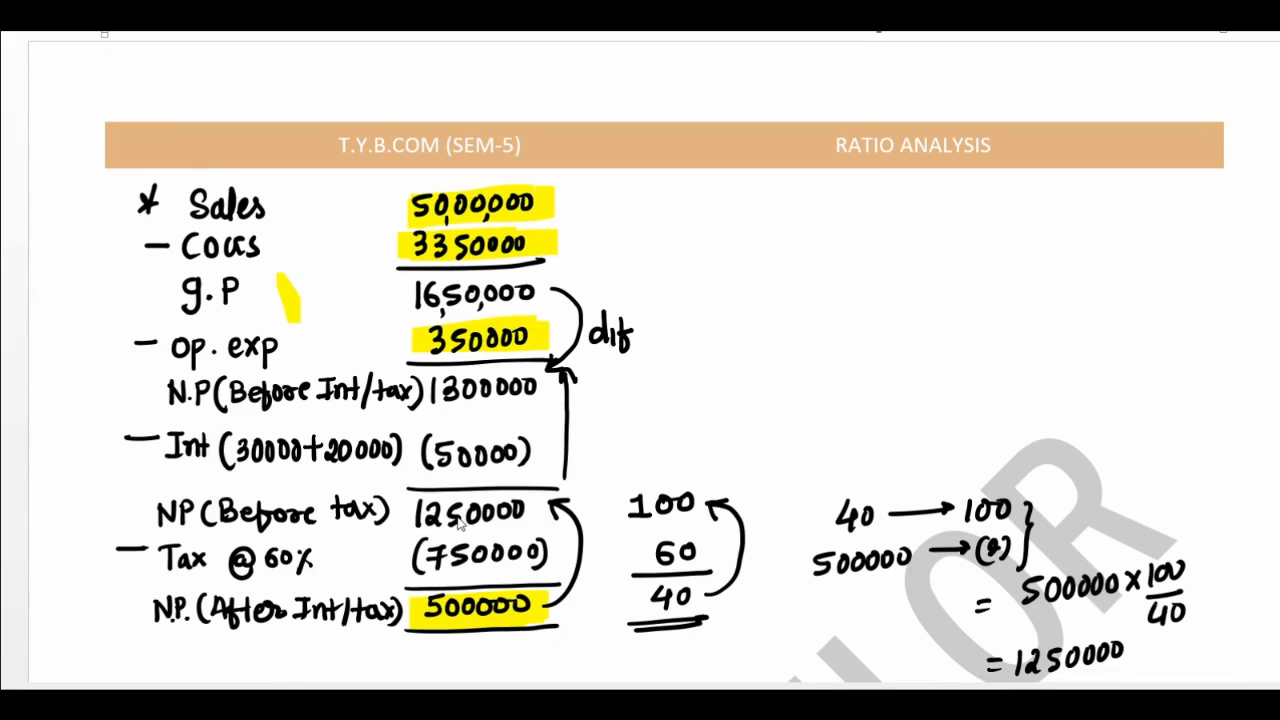 T.Y.B.COM (SEM-5) RATIO ANALYSIS
* Sales 50,00,000
- COGS 3350000
g.P 16,50,000
- Op. exp 350000 dif
N.P (Before Int/tax) 1300000
- Int (30000+20000) (50000)
NP (Before tax) 1250000 100 40 → 100
- Tax @ 60% (750000) 60 500000 → (?)
N.P. (After Int/tax) 500000 40 = 500000 × 100/40
= 1250000